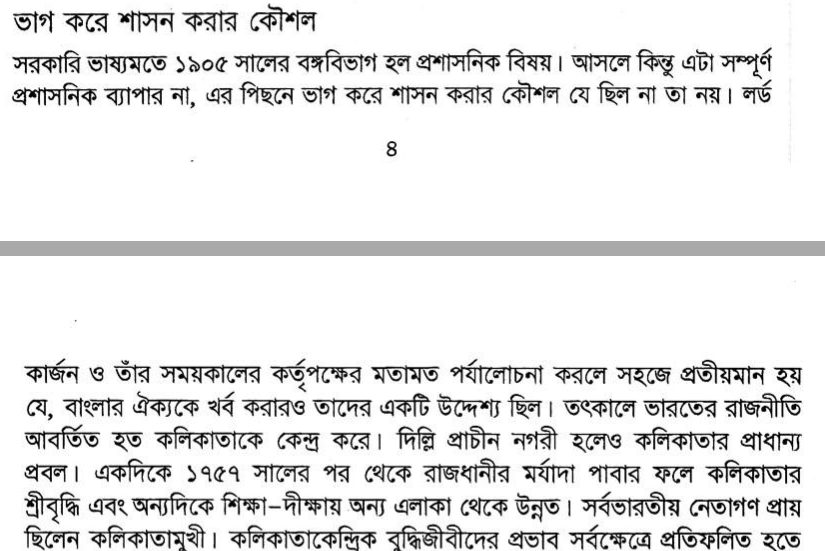 ভাগ করে শাসন করার কৌশল
সরকারি ভাষ্যমতে ১৯০৫ সালের বঙ্গবিভাগ হল প্রশাসনিক বিষয়। আসলে কিন্তু এটা সম্পূর্ণ
প্রশাসনিক ব্যাপার না, এর পিছনে ভাগ করে শাসন করার কৌশল যে ছিল না তা নয়। লর্ড
8
কার্জন ও তাঁর সময়কালের কর্তৃপক্ষের মতামত পর্যালোচনা করলে সহজে প্রতীয়মান হয়
যে, বাংলার ঐক্যকে খর্ব করারও তাদের একটি উদ্দেশ্য ছিল। তৎকালে ভারতের রাজনীতি
আবর্তিত হত কলিকাতাকে কেন্দ্র করে। দিল্লি প্রাচীন নগরী হলেও কলিকাতার প্রাধান্য
প্রবল। একদিকে ১৭৫৭ সালের পর থেকে রাজধানীর মর্যাদা পাবার ফলে কলিকাতার
শ্রীবৃদ্ধি এবং অন্যদিকে শিক্ষা-দীক্ষায় অন্য এলাকা থেকে উন্নত। সর্বভারতীয় নেতাগণ প্রায়
ছিলেন কলিকাতামুখী। কলিকাতাকেন্দ্রিক বুদ্ধিজীবীদের প্রভাব সর্বক্ষেত্রে প্রতিফলিত হতে